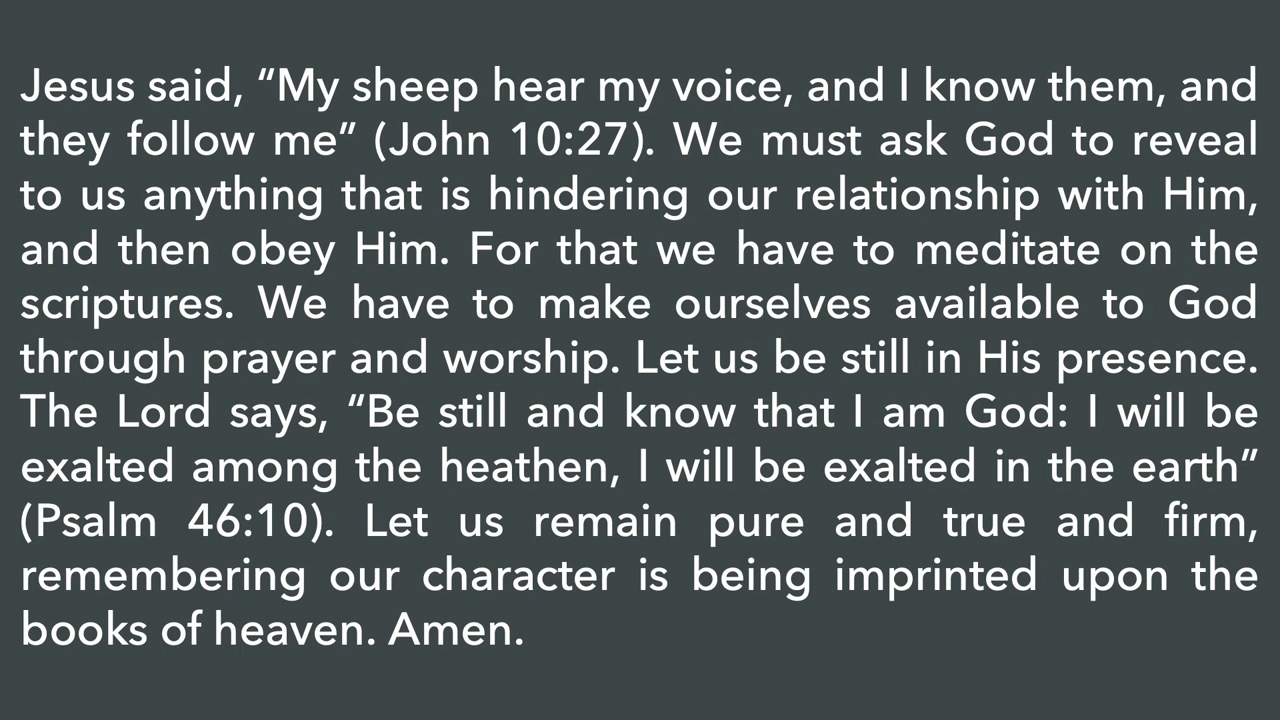 Jesus said, “My sheep hear my voice, and I know them, and
they follow me” (John 10:27). We must ask God to reveal
to us anything that is hindering our relationship with Him,
and then obey Him. For that we have to meditate on the
scriptures. We have to make ourselves available to God
through prayer and worship. Let us be still in His presence.
The Lord says, “Be still and know that I am God: I will be
exalted among the heathen, I will be exalted in the earth”
(Psalm 46:10). Let us remain pure and true and firm,
remembering our character is being imprinted upon the
books of heaven. Amen.